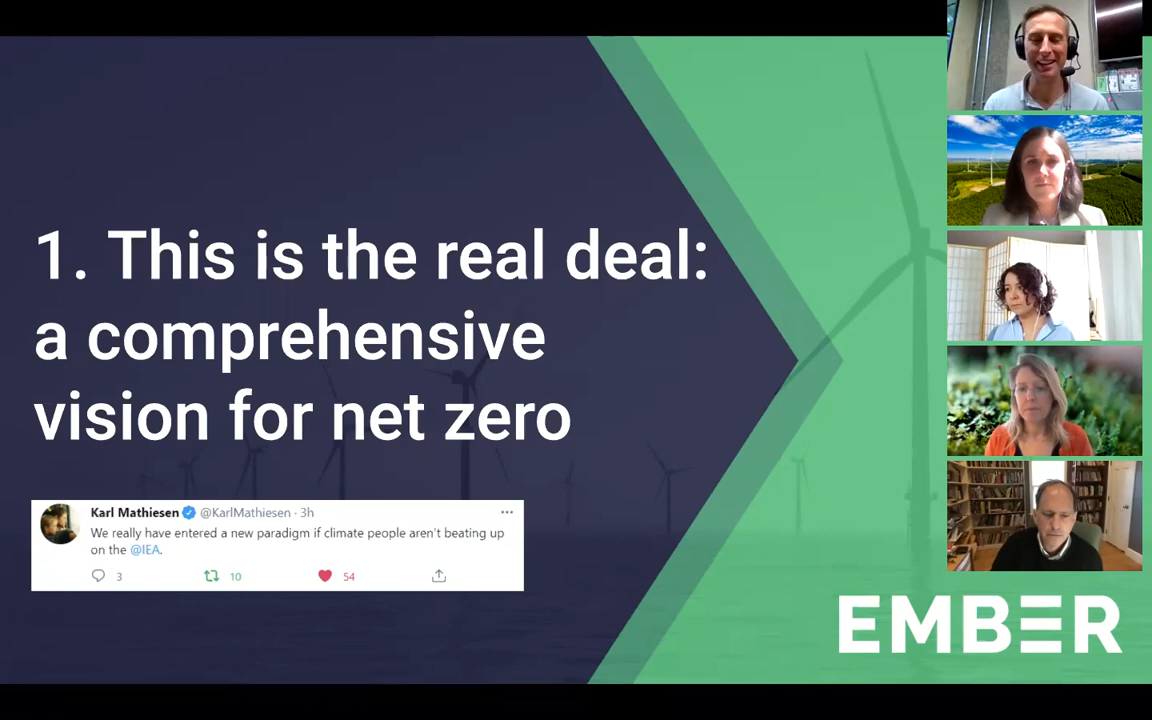 1. This is the real deal:
a comprehensive
vision for net zero
Karl Mathiesen @KarlMathiesen · 3h
We really have entered a new paradigm if climate people aren't beating up
on the @IEA.
3 10 54
EMBER